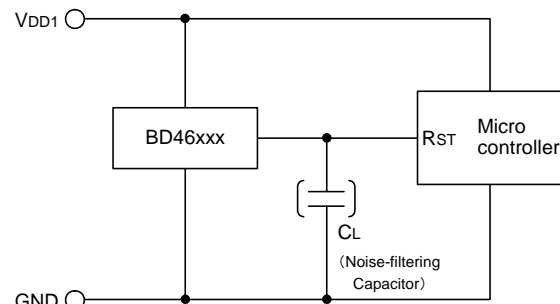 VDD1
BD46xxx
RST
Micro
controller
CL
（Noise-filtering
Capacitor）
GND